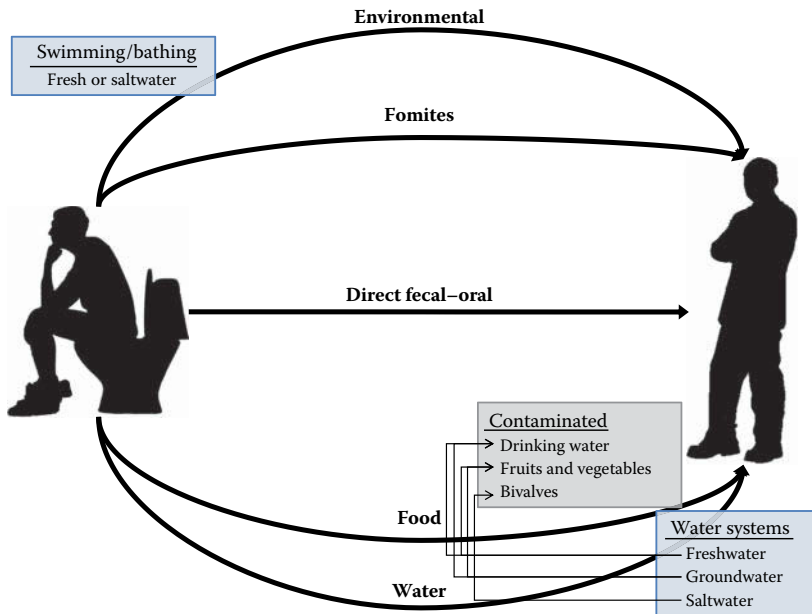 Environmental
Swimming/bathing
Fresh or saltwater
Fomites
Direct fecal–oral
Contaminated
Drinking water
Fruits and vegetables
Bivalves
Food
Water systems
Freshwater
Groundwater
Water
Saltwater